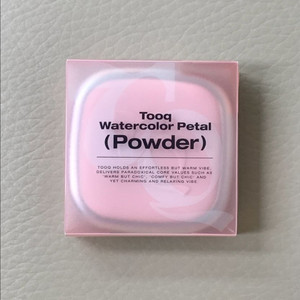 Tooq
Watercolor Petal
(Powder)
TOOQ HOLDS AN EFFORTLESS BUT WARM VIBE,
DELIVERS PARADOXICAL CORE VALUES SUCH AS
'WARM BUT CHIC', 'COMFY BUT CHIC' AND
YET CHARMING AND RELAXING VIBE